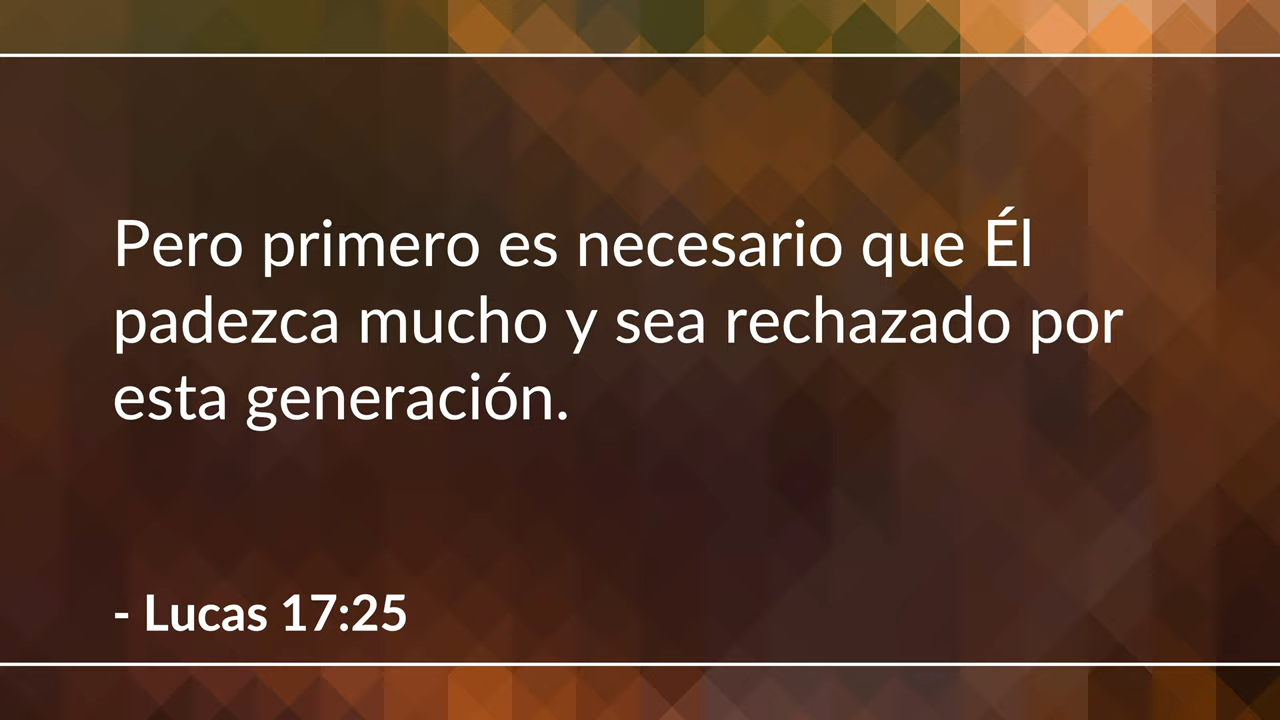 Pero primero es necesario que Él
padezca mucho y sea rechazado por
esta generación.
- Lucas 17:25